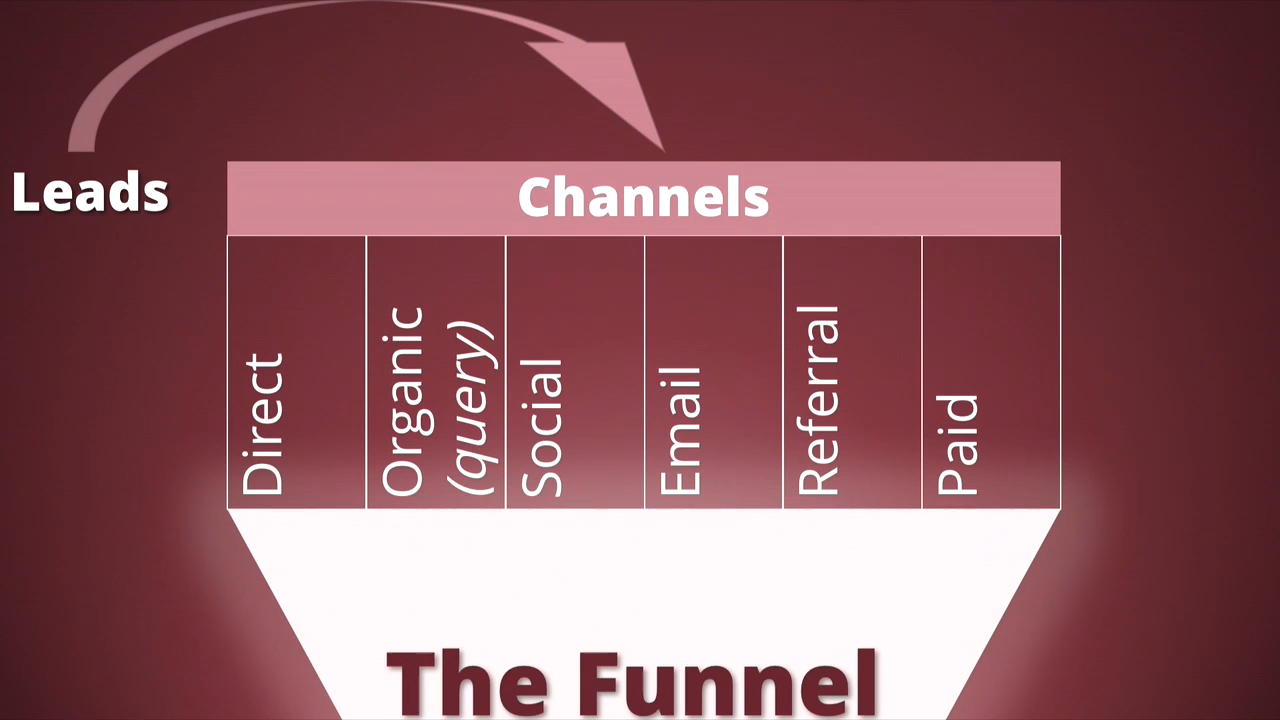 Leads
Channels
Direct
Organic
(query)
Social
Email
Referral
Paid
The Funnel